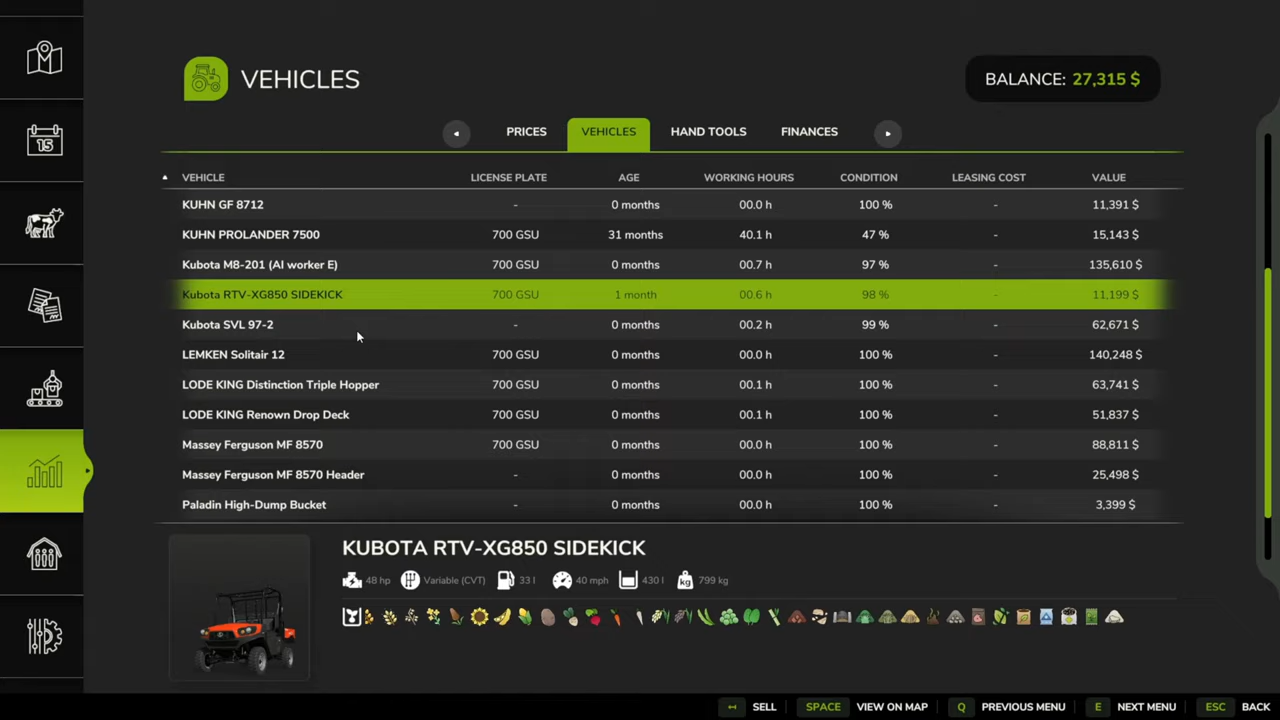 VEHICLES
BALANCE: 27,315 $
PRICES VEHICLES HAND TOOLS FINANCES
VEHICLE LICENSE PLATE AGE WORKING HOURS CONDITION LEASING COST VALUE
KUHN GF 8712 - 0 months 00.0 h 100 % - 11,391 $
KUHN PROLANDER 7500 700 GSU 31 months 40.1 h 47 % - 15,143 $
Kubota M8-201 (AI worker E) 700 GSU 0 months 00.7 h 97 % - 135,610 $
Kubota RTV-XG850 SIDEKICK 700 GSU 1 month 00.6 h 98 % - 11,199 $
Kubota SVL 97-2 - 0 months 00.2 h 99 % - 62,671 $
LEMKEN Solitair 12 700 GSU 0 months 00.0 h 100 % - 140,248 $
LODE KING Distinction Triple Hopper 700 GSU 0 months 00.1 h 100 % - 63,741 $
LODE KING Renown Drop Deck 700 GSU 0 months 00.1 h 100 % - 51,837 $
Massey Ferguson MF 8570 700 GSU 0 months 00.0 h 100 % - 88,811 $
Massey Ferguson MF 8570 Header - 0 months 00.0 h 100 % - 25,498 $
Paladin High-Dump Bucket - 0 months 00.0 h 100 % - 3,399 $
KUBOTA RTV-XG850 SIDEKICK
48 hp Variable (CVT) 33 l 40 mph 430 l kg 799 kg
15
SELL SPACE VIEW ON MAP Q PREVIOUS MENU E NEXT MENU ESC BACK